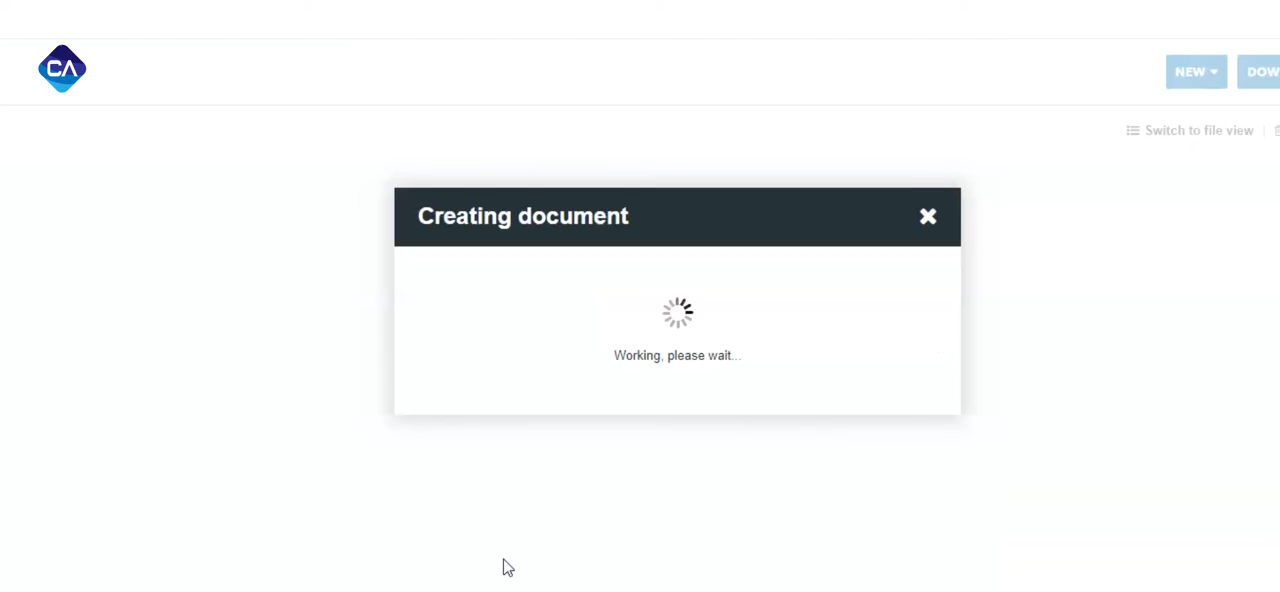 CA
NEW
DOW
Switch to file view
Creating document
Working, please wait...